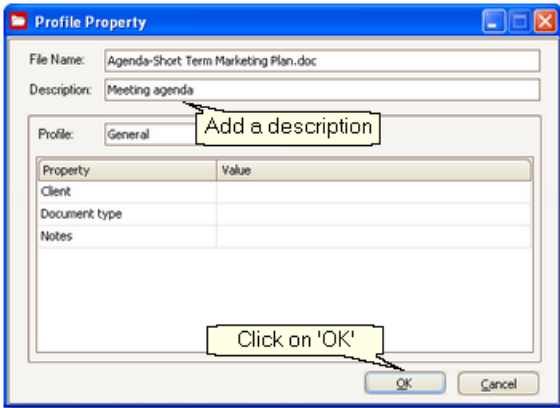 Profile Property
File Name: Agenda-Short Term Marketing Plan.doc
Description: Meeting agenda
Add a description
Profile: General
Property Value
Client
Document type
Notes
Click on 'OK'
OK Cancel